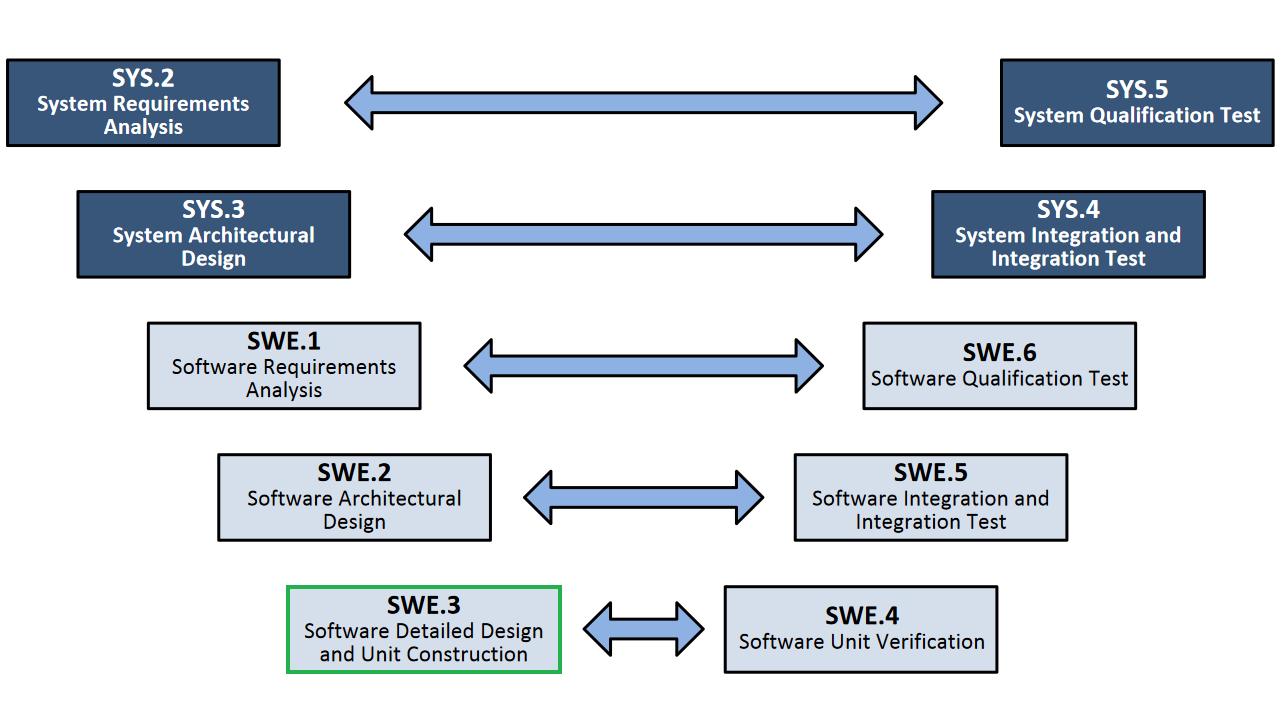 SYS.2
System Requirements
Analysis
SYS.5
System Qualification Test
SYS.3
System Architectural
Design
SYS.4
System Integration and
Integration Test
SWE.1
Software Requirements
Analysis
SWE.6
Software Qualification Test
SWE.2
Software Architectural
Design
SWE.5
Software Integration and
Integration Test
SWE.3
Software Detailed Design
and Unit Construction
SWE.4
Software Unit Verification